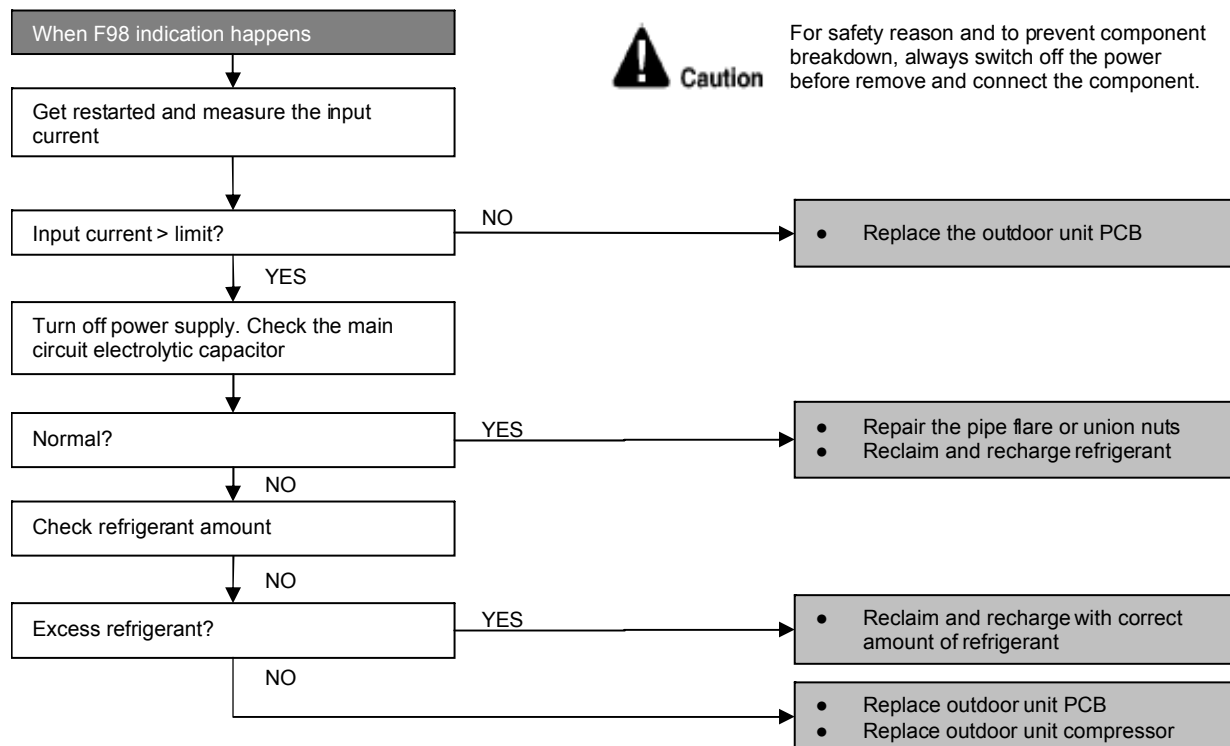 When F98 indication happens
Caution
For safety reason and to prevent component
breakdown, always switch off the power
before remove and connect the component.
Get restarted and measure the input
current
Input current > limit?
NO
● Replace the outdoor unit PCB
YES
Turn off power supply. Check the main
circuit electrolytic capacitor
Normal?
YES
● Repair the pipe flare or union nuts
● Reclaim and recharge refrigerant
NO
Check refrigerant amount
NO
Excess refrigerant?
YES
● Reclaim and recharge with correct
amount of refrigerant
NO
● Replace outdoor unit PCB
● Replace outdoor unit compressor